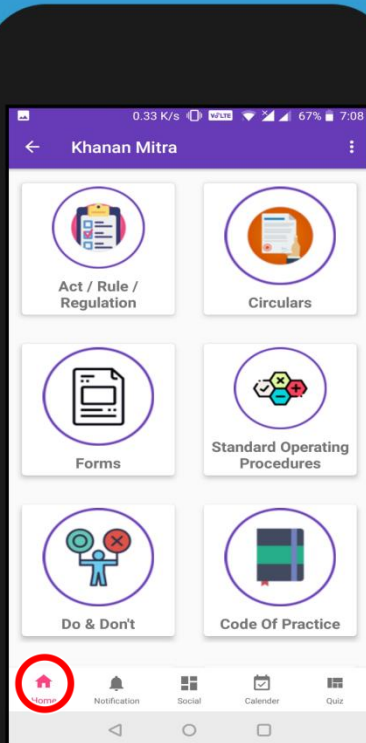 0.33 K/s VoLTE 67% 7:08
Khanan Mitra
Act / Rule /
Regulation
Circulars
Forms
Standard Operating
Procedures
Do & Don't
Code Of Practice
Home Notification Social Calender Quiz